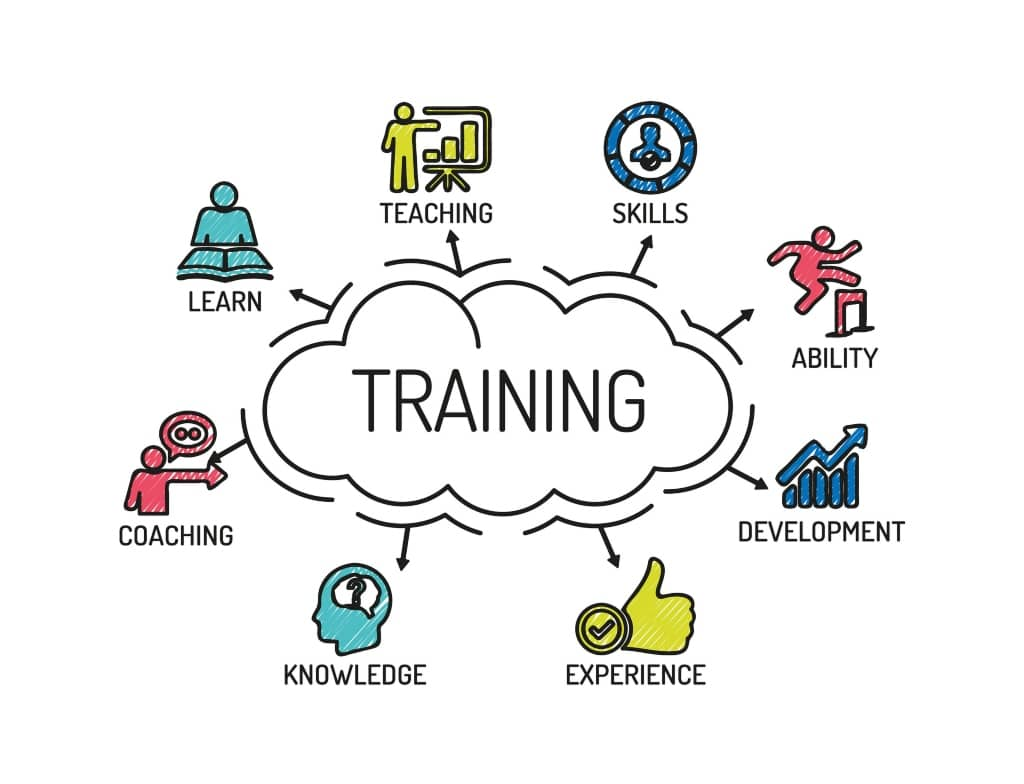 TEACHING
SKILLS
LEARN
ABILITY
TRAINING
COACHING
DEVELOPMENT
KNOWLEDGE
EXPERIENCE